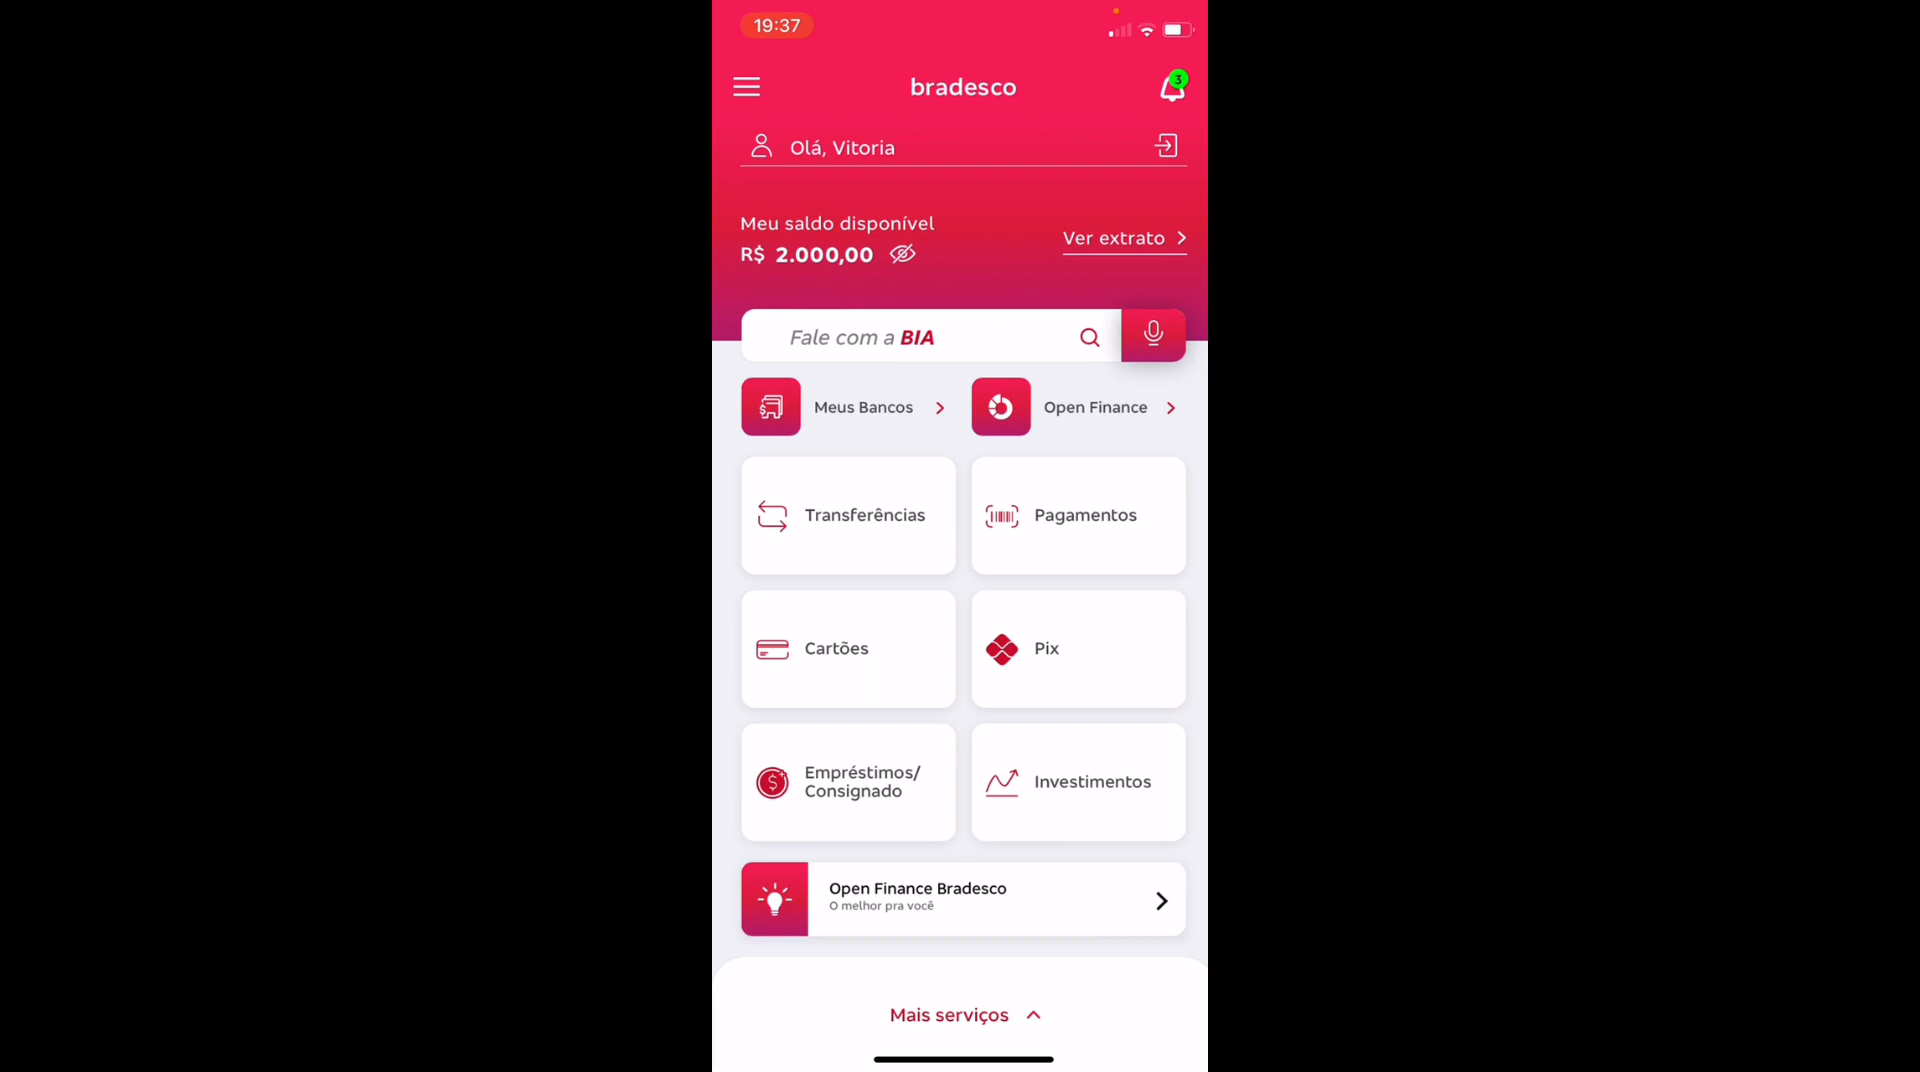 19:37
bradesco
3
Olá, Vitoria
Meu saldo disponível
R$ 2.000,00
Ver extrato
Fale com a BIA
Meus Bancos
Open Finance
Transferências
Pagamentos
Cartões
Pix
Empréstimos/
Consignado
Investimentos
Open Finance Bradesco
O melhor pra você
Mais serviços